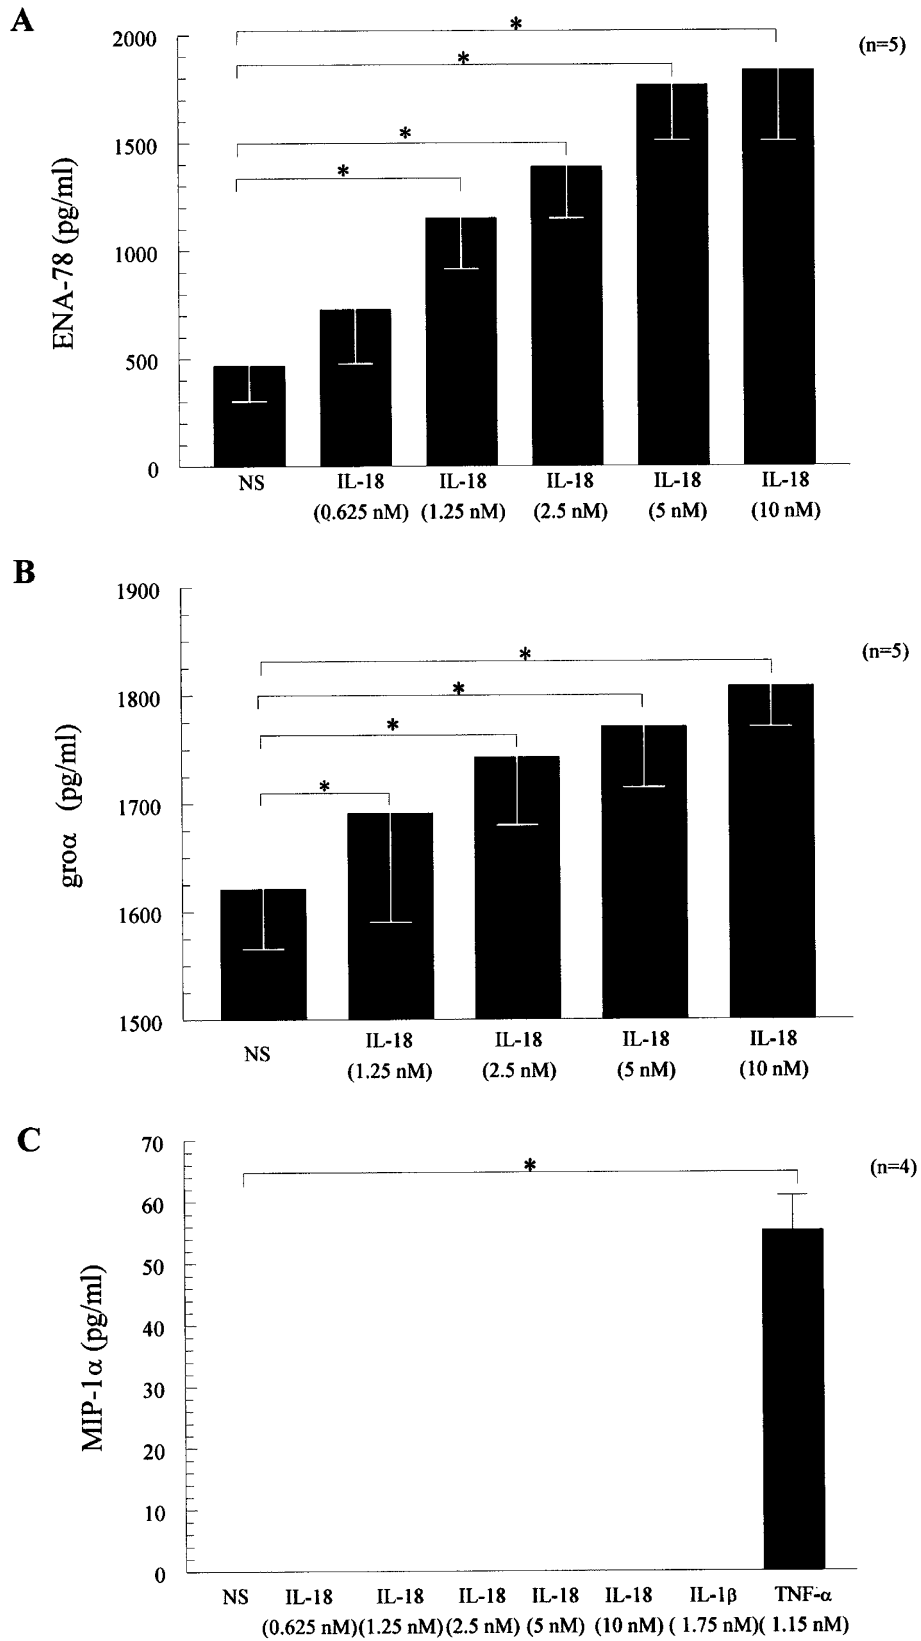 A
(n=5)
ENA-78 (pg/ml)
2000
1500
1000
500
0
*
*
*
*
NS
IL-18
(0.625 nM)
IL-18
(1.25 nM)
IL-18
(2.5 nM)
IL-18
(5 nM)
IL-18
(10 nM)
B
(n=5)
groα (pg/ml)
1900
1800
1700
1600
1500
*
*
*
*
NS
IL-18
(1.25 nM)
IL-18
(2.5 nM)
IL-18
(5 nM)
IL-18
(10 nM)
C
(n=4)
MIP-1α (pg/ml)
70
60
50
40
30
20
10
0
*
NS
IL-18
(0.625 nM)
IL-18
(1.25 nM)
IL-18
(2.5 nM)
IL-18
(5 nM)
IL-18
(10 nM)
IL-1β
( 1.75 nM)
TNF-α
( 1.15 nM)